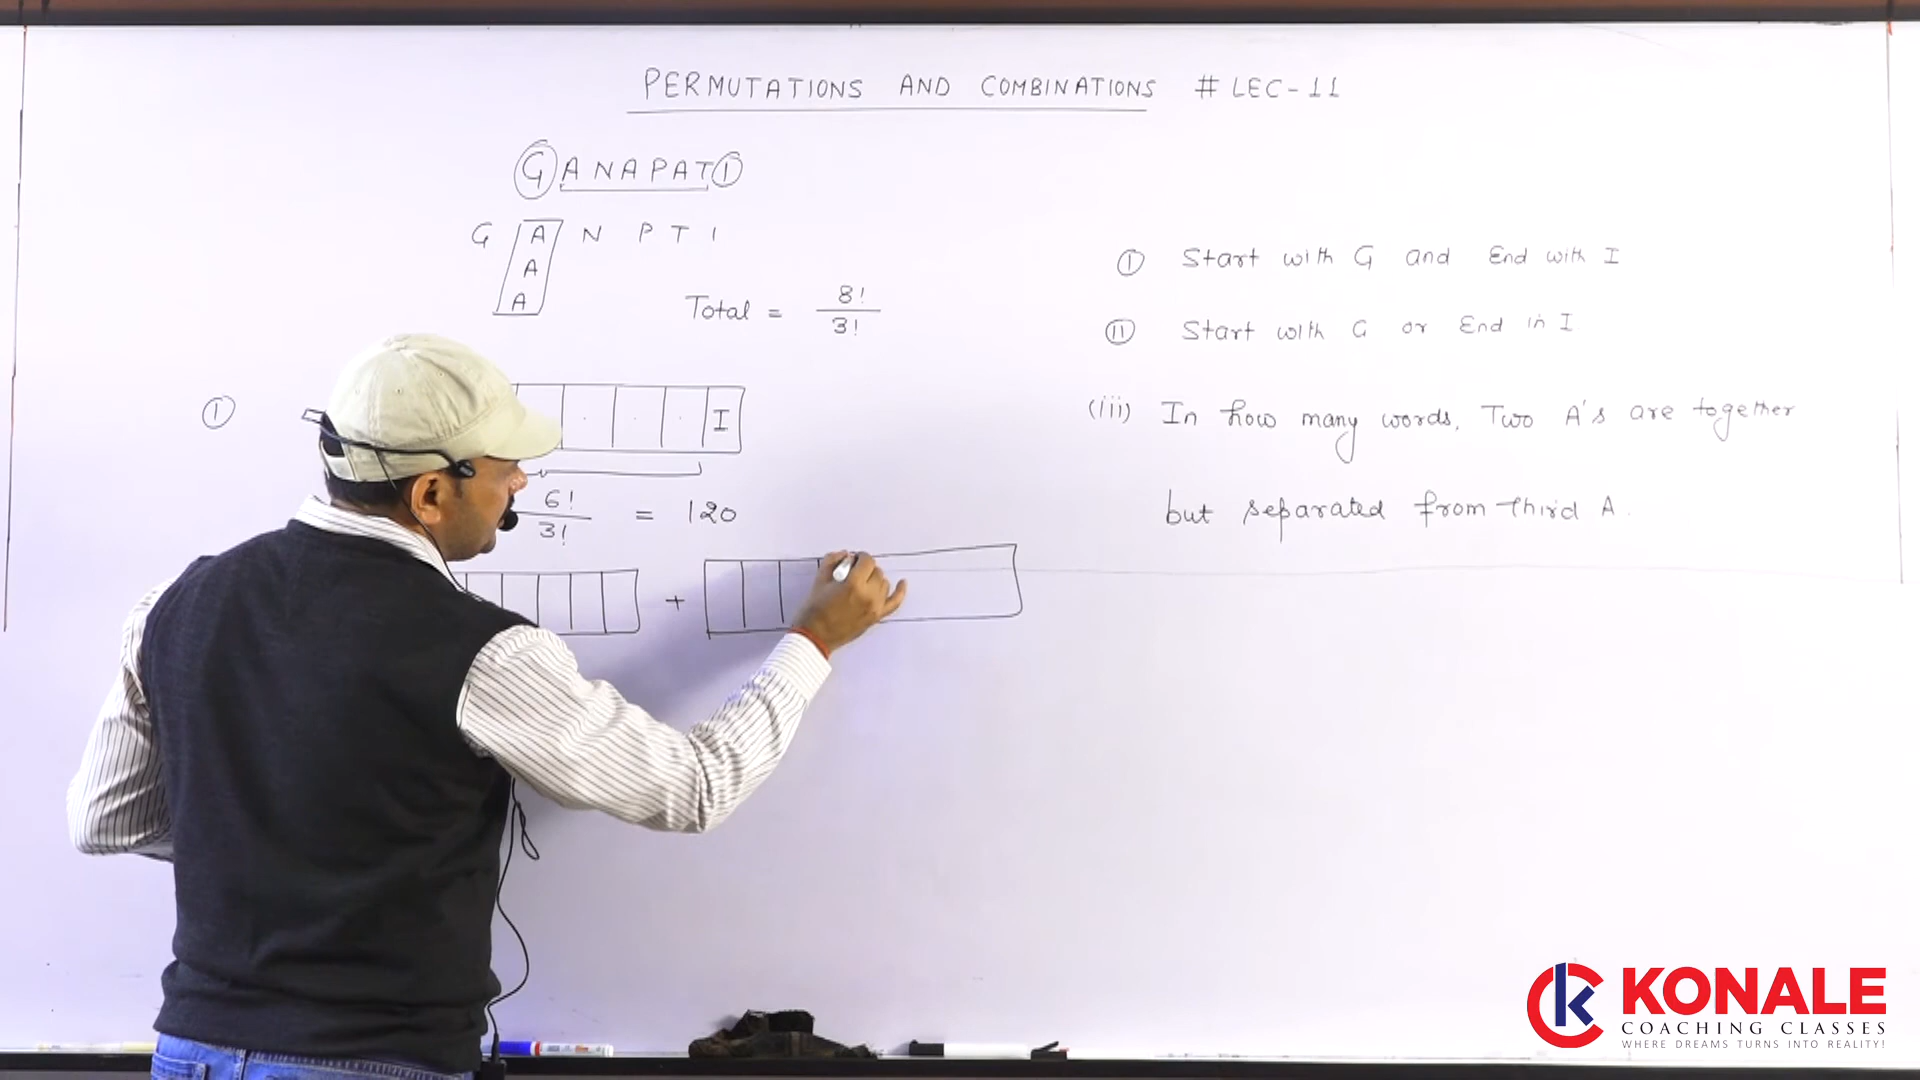 PERMUTATIONS AND COMBINATIONS # LEC-11
GANAPATI
G A N P T I
A
A
Total = 8!
3!
(I) Start with G and End with I
(II) Start with G or End in I
(iii) In how many words, Two A's are together
but separated from third A.
(I)
I
6!
3!
= 120
+
KONALE
COACHING CLASSES
WHERE DREAMS TURNS INTO REALITY!